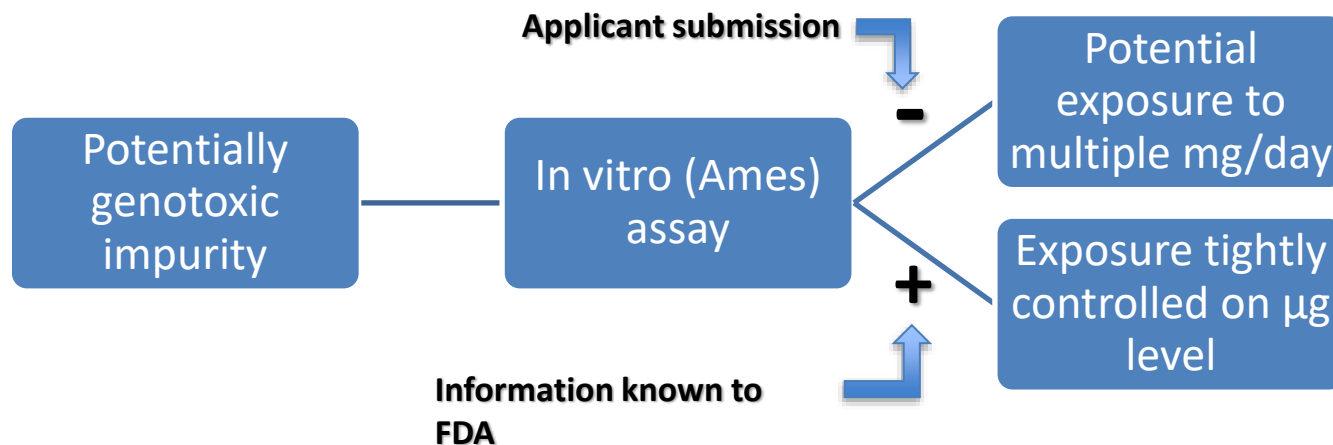 Applicant submission
-
Potentially
genotoxic
impurity
In vitro (Ames)
assay
Potential
exposure to
multiple mg/day
+
Exposure tightly
controlled on µg
level
Information known to
FDA